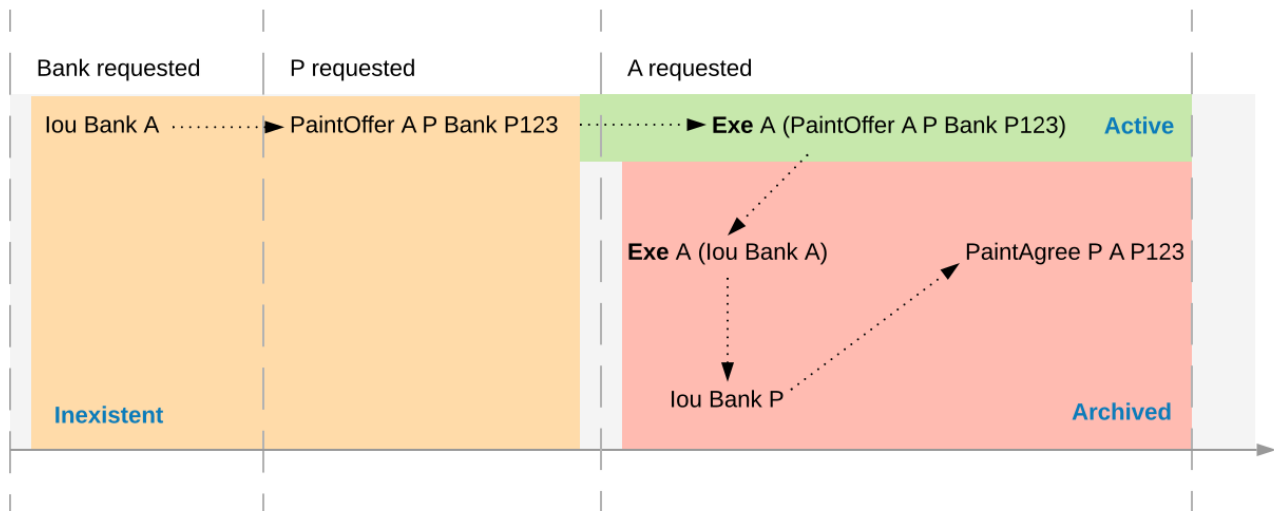 Bank requested
P requested
A requested
Iou Bank A
PaintOffer A P Bank P123
Exe A (PaintOffer A P Bank P123)
Active
Exe A (Iou Bank A)
PaintAgree P A P123
Iou Bank P
Inexistent
Archived